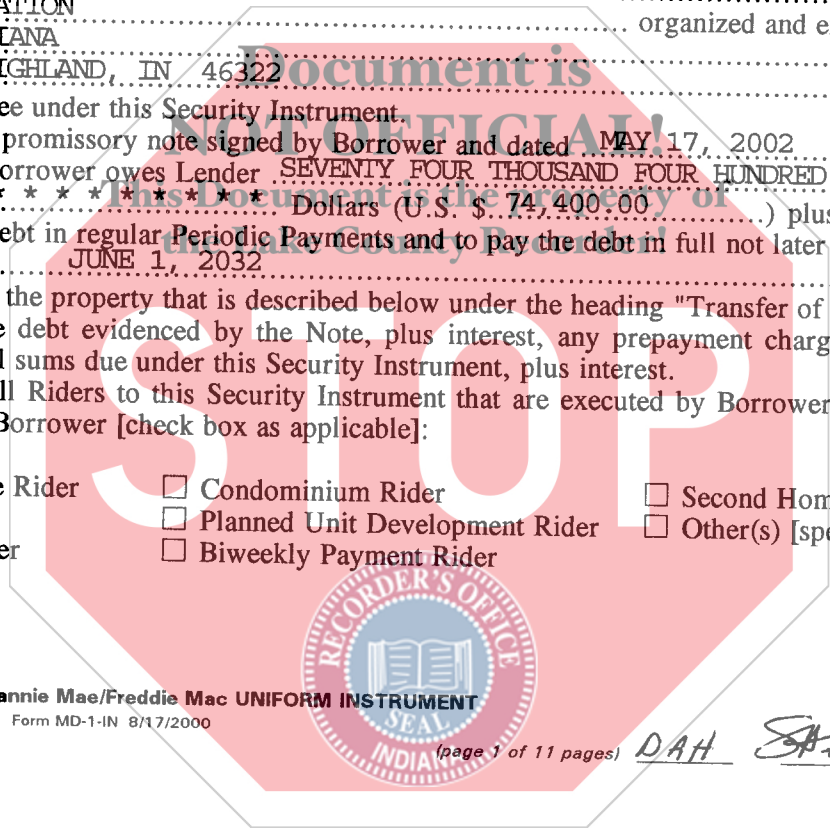 ATION
organized and e
IANA
IGHLAND, IN 46322
Document is
ee under this Security Instrument.
NOT OFFICIAL!
promissory note signed by Borrower and dated MAY 17, 2002
orrower owes Lender SEVENTY FOUR THOUSAND FOUR HUNDRED
This Document is the property of
* * * * * * * * * Dollars (U.S. $ 74,400.00 ) plus
the Lake County Recorder!
ebt in regular Periodic Payments and to pay the debt in full not later
JUNE 1, 2032
the property that is described below under the heading "Transfer of
e debt evidenced by the Note, plus interest, any prepayment charg
l sums due under this Security Instrument, plus interest.
STOP
ll Riders to this Security Instrument that are executed by Borrower
Borrower [check box as applicable]:
e Rider ☐ Condominium Rider ☐ Second Hom
☐ Planned Unit Development Rider ☐ Other(s) [spe
er ☐ Biweekly Payment Rider
RECORDER'S OFFICE
SEAL
INDIANA
annie Mae/Freddie Mac UNIFORM INSTRUMENT
Form MD-1-IN 8/17/2000
(page 1 of 11 pages) DAH